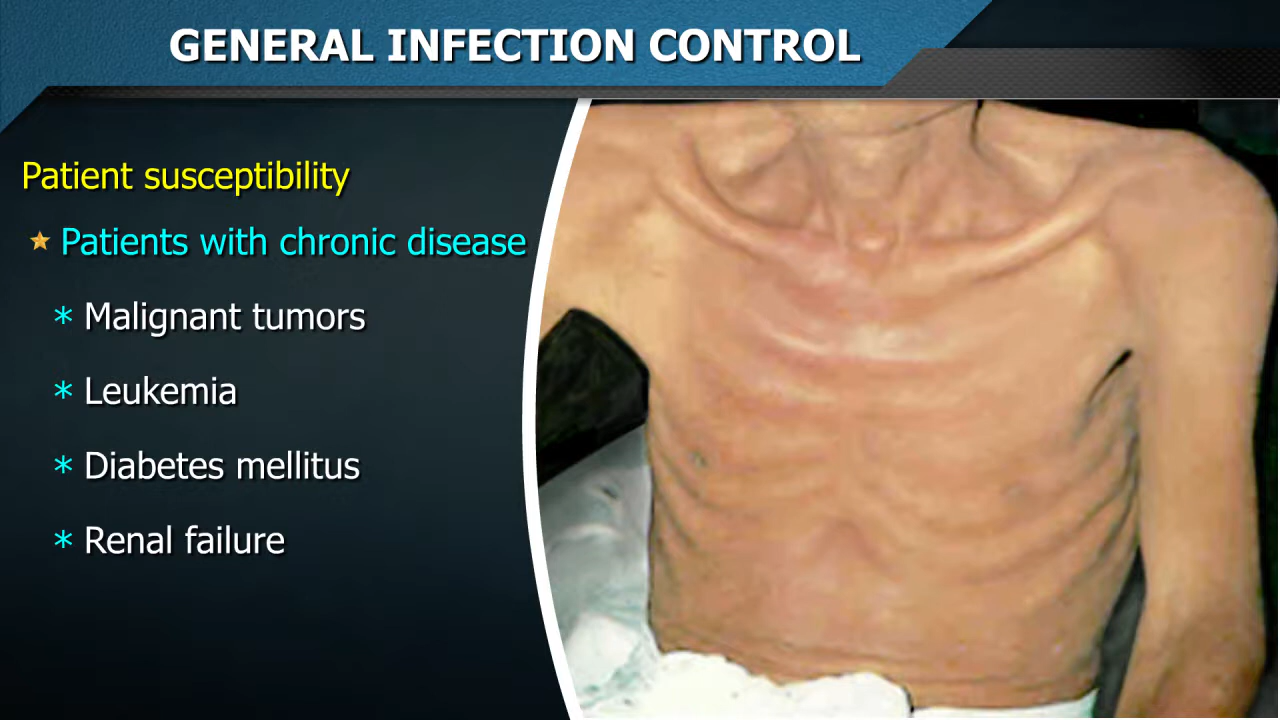 GENERAL INFECTION CONTROL
Patient susceptibility
Patients with chronic disease
* Malignant tumors
* Leukemia
* Diabetes mellitus
* Renal failure